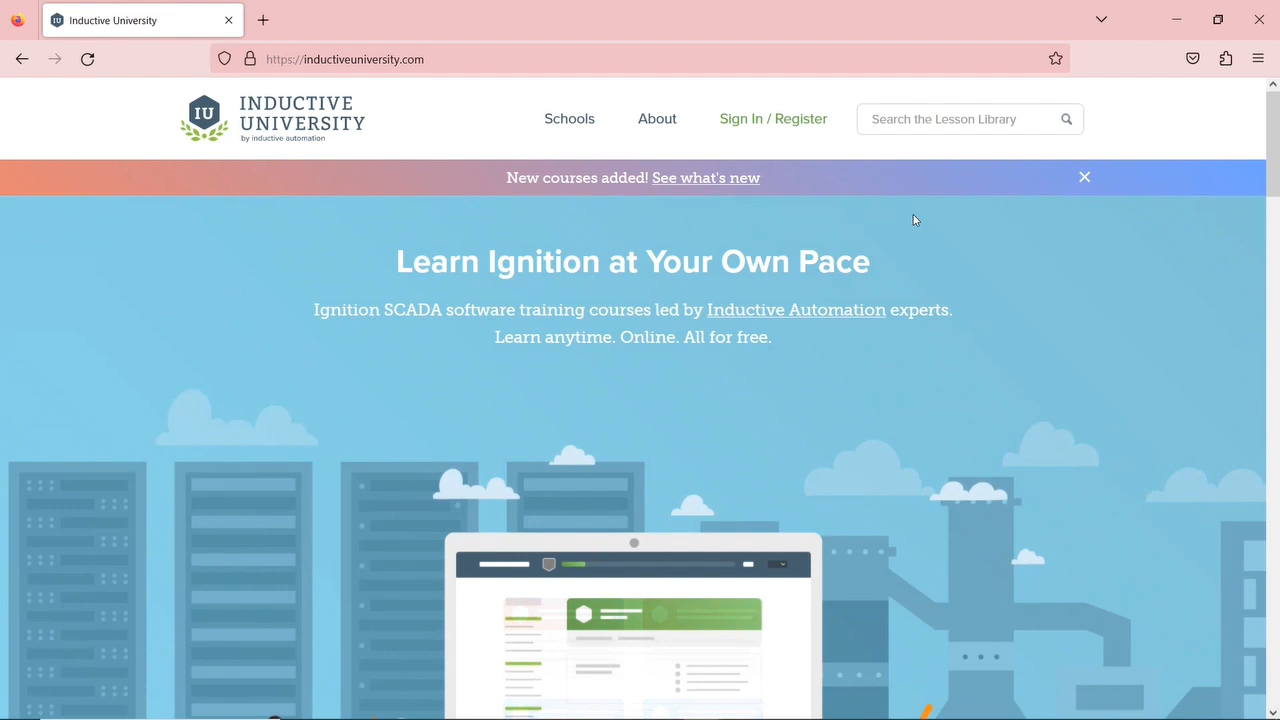 Inductive University
https://inductiveuniversity.com
IU
INDUCTIVE
UNIVERSITY
by inductive automation
Schools
About
Sign In / Register
Search the Lesson Library
New courses added! See what's new
Learn Ignition at Your Own Pace
Ignition SCADA software training courses led by Inductive Automation experts.
Learn anytime. Online. All for free.